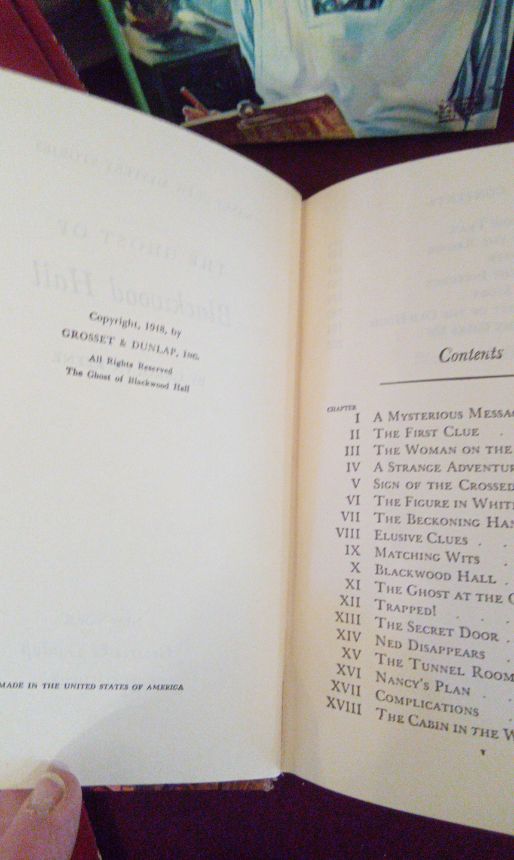 Copyright, 1948, by
GROSSET & DUNLAP, INC.
All Rights Reserved
The Ghost of Blackwood Hall
MADE IN THE UNITED STATES OF AMERICA
Contents
CHAPTER
I A MYSTERIOUS MESSA
II THE FIRST CLUE .
III THE WOMAN ON THE
IV A STRANGE ADVENTUR
V SIGN OF THE CROSSED
VI THE FIGURE IN WHIT
VII THE BECKONING HAN
VIII ELUSIVE CLUES . .
IX MATCHING WITS .
X BLACKWOOD HALL .
XI THE GHOST AT THE
XII TRAPPED! . . .
XIII THE SECRET DOOR .
XIV NED DISAPPEARS .
XV THE TUNNEL ROOM
XVI NANCY'S PLAN . .
XVII COMPLICATIONS .
XVIII THE CABIN IN THE W
v